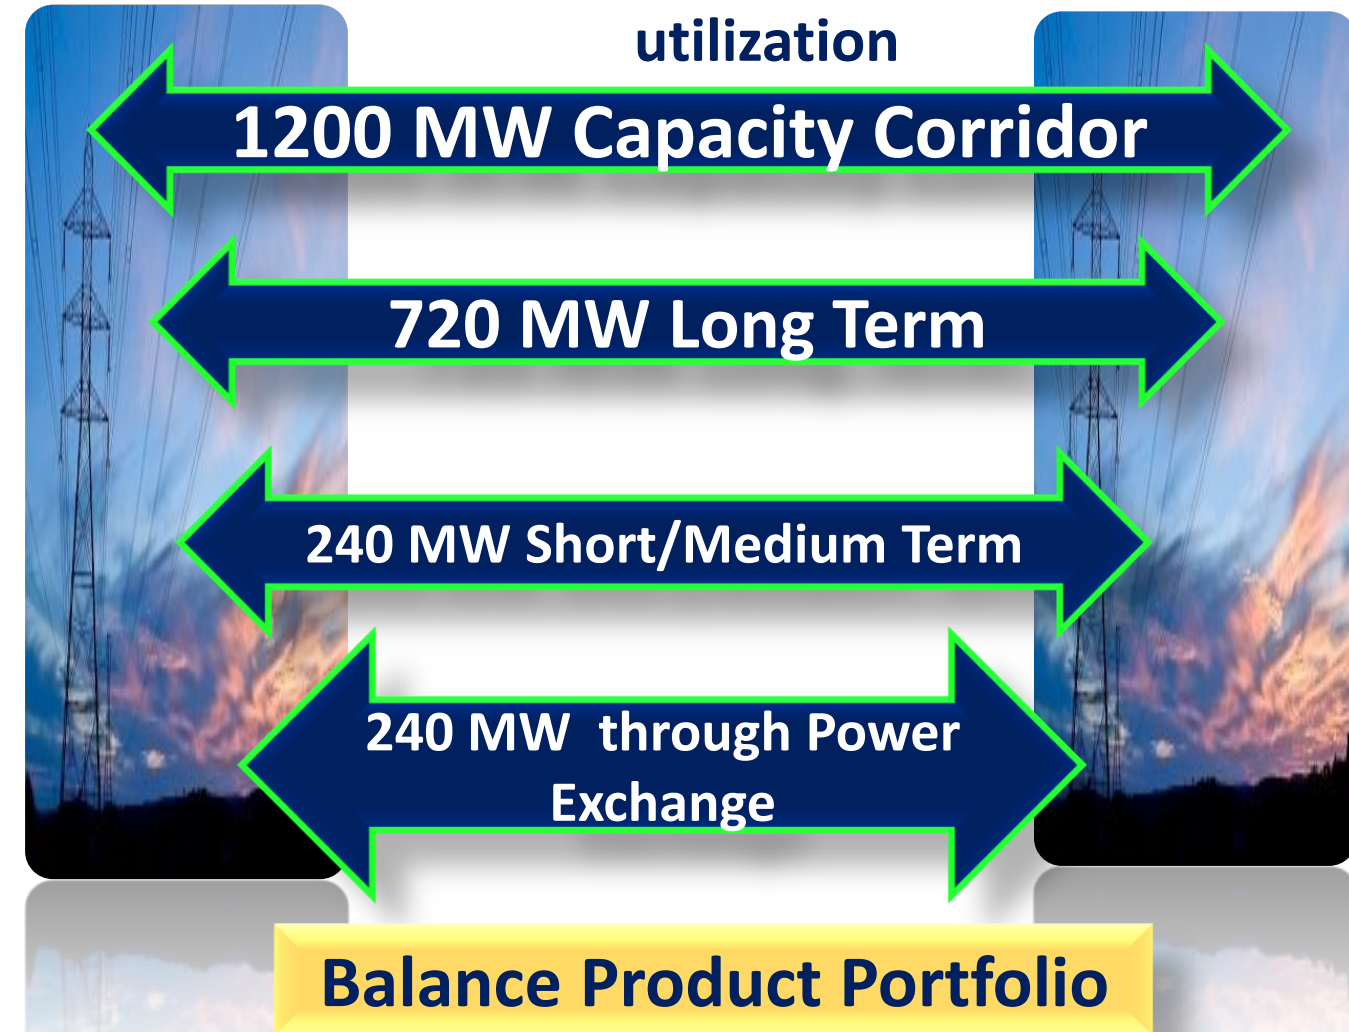 utilization
1200 MW Capacity Corridor
720 MW Long Term
240 MW Short/Medium Term
240 MW  through Power
Exchange
Balance Product Portfolio